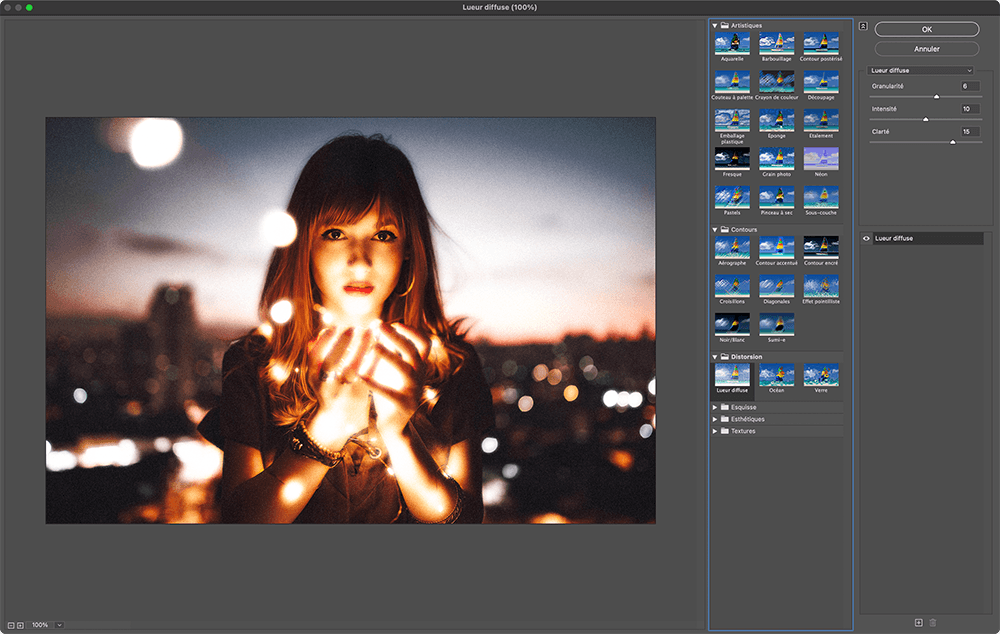 Lueur diffuse (100%)
Artistiques
Aquarelle Barbouillage Contour postérisé
Couteau à palette Crayon de couleur Découpage
Emballage plastique Eponge Etalement
Fresque Grain photo Néon
Pastels Pinceau à sec Sous-couche
Contours
Aérographe Contour accentué Contour encré
Croisillons Diagonales Effet pointilliste
Noir/Blanc Sumi-e
Distorsion
Lueur diffuse Océan Verre
Esquisse
Esthétiques
Textures
OK
Annuler
Lueur diffuse
Granularité 6
Intensité 10
Clarté 15
Lueur diffuse
100%